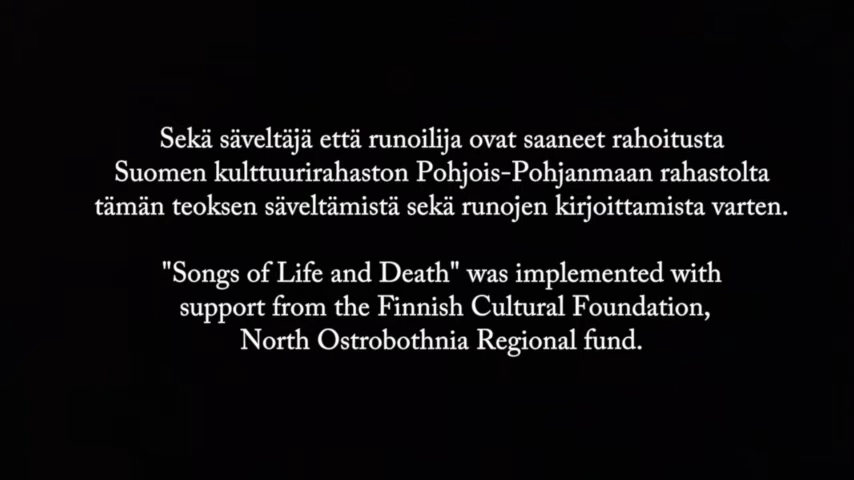 Sekä säveltäjä että runoilija ovat saaneet rahoitusta
Suomen kulttuurirahaston Pohjois-Pohjanmaan rahastolta
tämän teoksen säveltämistä sekä runojen kirjoittamista varten.
"Songs of Life and Death" was implemented with
support from the Finnish Cultural Foundation,
North Ostrobothnia Regional fund.